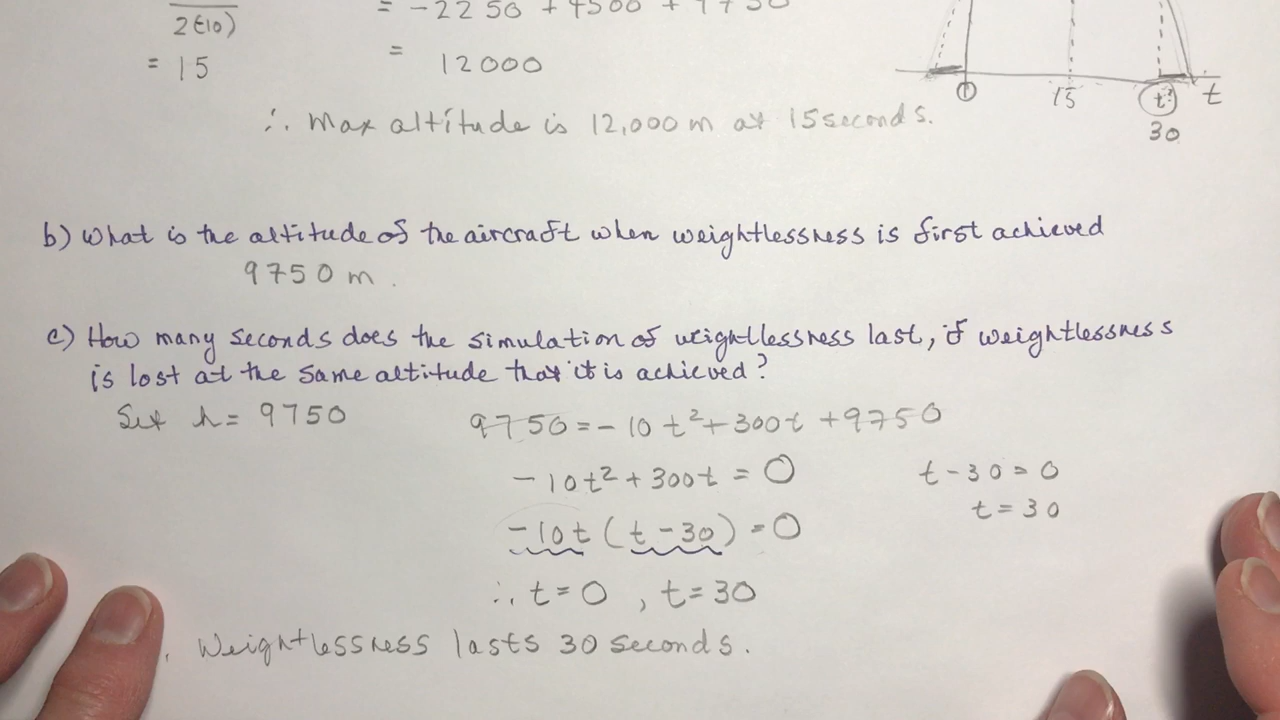 2(-10)
= -2250 + 4500 + 9750
= 15
= 12000
0 15 t? t
30
∴ Max altitude is 12,000 m at 15 seconds.
b) What is the altitude of the aircraft when weightlessness is first achieved
9750 m.
c) How many seconds does the simulation of weightlessness last, if weightlessness
is lost at the same altitude that it is achieved?
Set h = 9750
9750 = -10t² + 300t + 9750
-10t² + 300t = 0
t - 30 = 0
t = 30
-10t (t - 30) = 0
∴ t = 0 , t = 30
Weightlessness lasts 30 seconds.